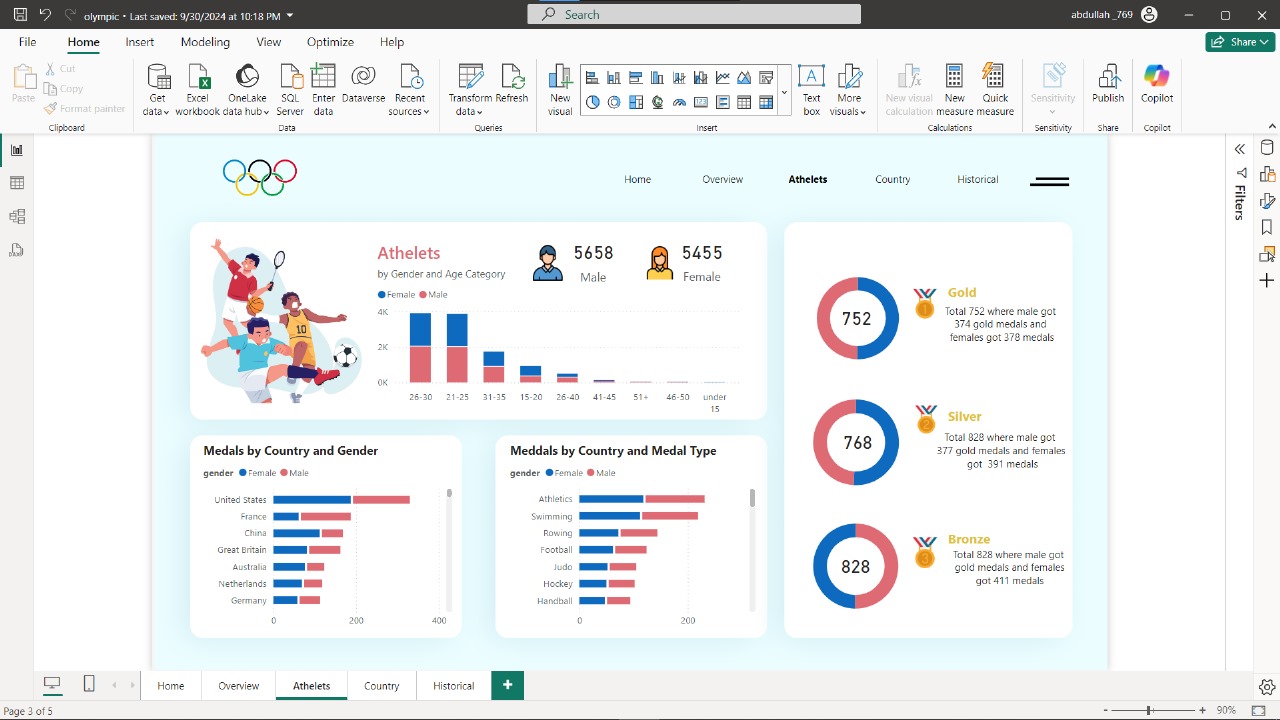 olympic • Last saved: 9/30/2024 at 10:18 PM
Search
abdullah _769
File Home Insert Modeling View Optimize Help
Share
Paste
Cut
Copy
Format painter
Clipboard
Get data
Excel workbook
OneLake data hub
SQL Server
Enter data
Dataverse
Recent sources
Data
Transform data
Refresh
Queries
New visual
Text box
More visuals
Insert
New visual calculation
New measure
Quick measure
Calculations
Sensitivity
Sensitivity
Publish
Share
Copilot
Copilot
Home Overview Athelets Country Historical
Filters
Athelets
by Gender and Age Category
5658
Male
5455
Female
Female Male
4K
2K
0K
26-30 21-25 31-35 15-20 26-40 41-45 51+ 46-50 under
15
10
Medals by Country and Gender
gender Female Male
United States
France
China
Great Britain
Australia
Netherlands
Germany
0 200 400
Meddals by Country and Medal Type
gender Female Male
Athletics
Swimming
Rowing
Football
Judo
Hockey
Handball
0 200
752
1
Gold
Total 752 where male got
374 gold medals and
females got 378 medals
768
2
Silver
Total 828 where male got
377 gold medals and females
got 391 medals
828
3
Bronze
Total 828 where male got
gold medals and females
got 411 medals
Home Overview Athelets Country Historical +
Page 3 of 5
- + 90%